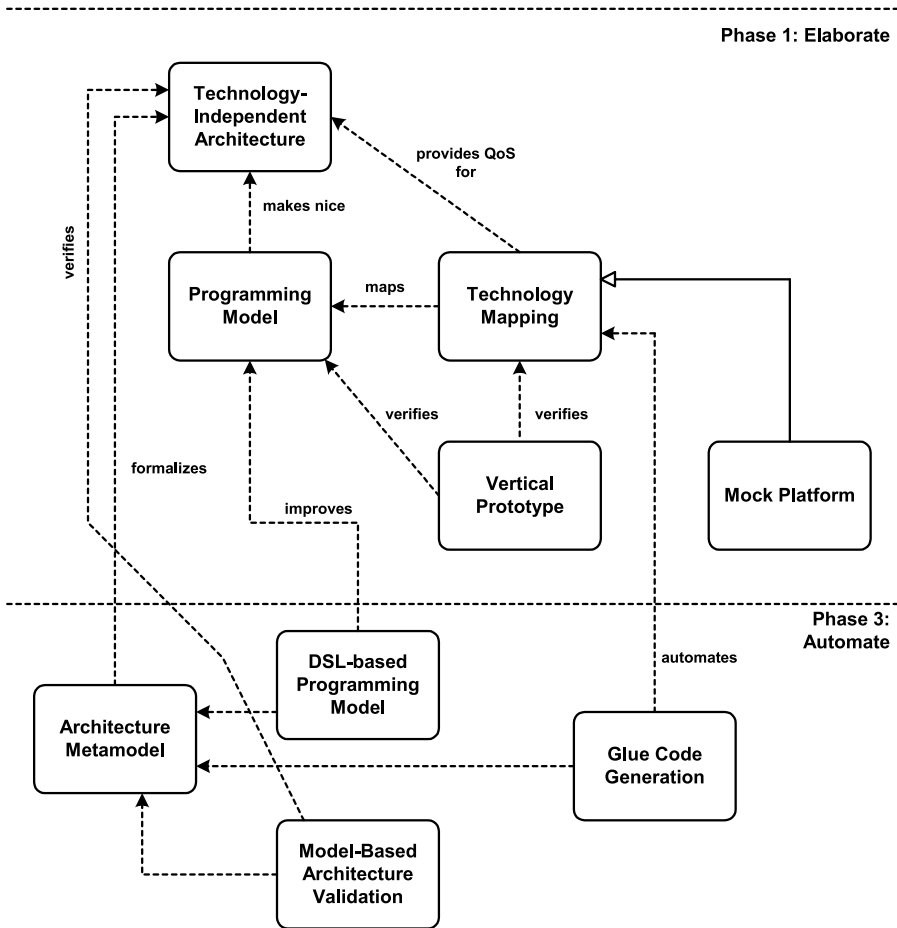 Phase 1: Elaborate
Technology-
Independent
Architecture
provides QoS
for
makes nice
verifies
Programming
Model
maps
Technology
Mapping
verifies
verifies
formalizes
Vertical
Prototype
Mock Platform
improves
Phase 3:
Automate
DSL-based
Programming
Model
automates
Architecture
Metamodel
Glue Code
Generation
Model-Based
Architecture
Validation